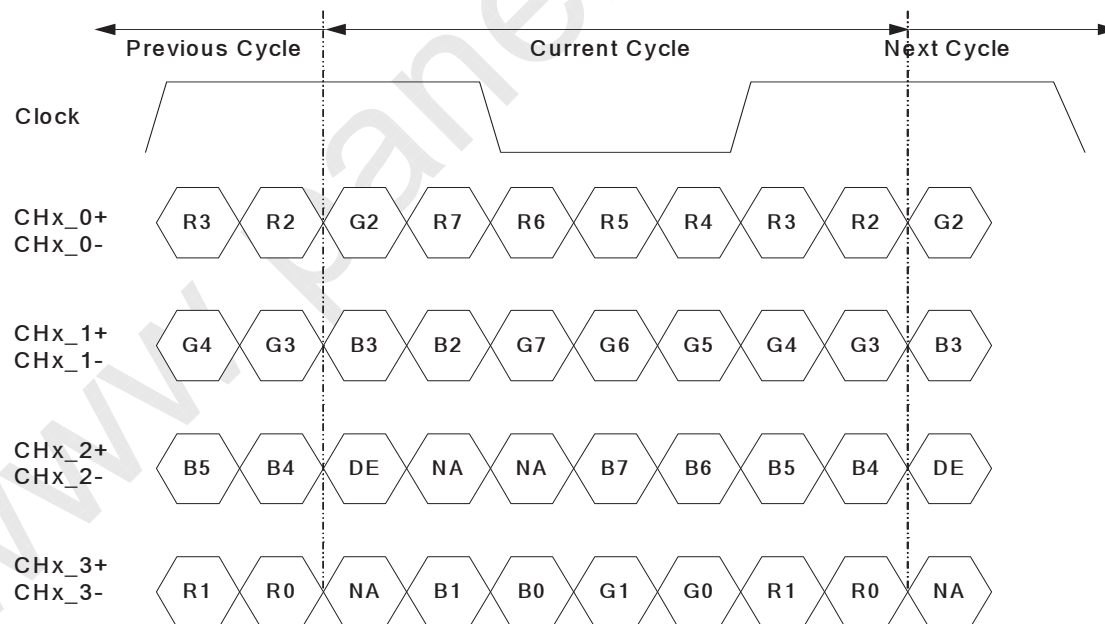 Previous Cycle Current Cycle Next Cycle
Clock
CHx_0+
CHx_0-
R3 R2 G2 R7 R6 R5 R4 R3 R2 G2
CHx_1+
CHx_1-
G4 G3 B3 B2 G7 G6 G5 G4 G3 B3
CHx_2+
CHx_2-
B5 B4 DE NA NA B7 B6 B5 B4 DE
CHx_3+
CHx_3-
R1 R0 NA B1 B0 G1 G0 R1 R0 NA
www.pane